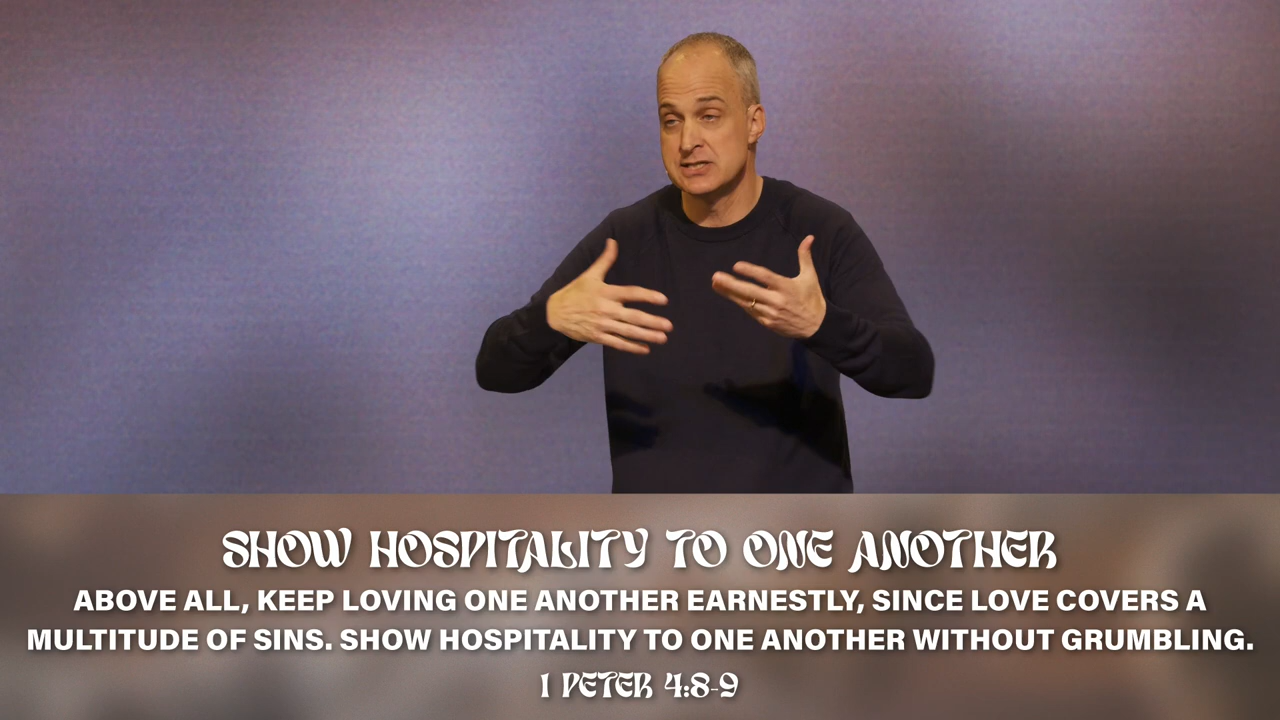 SHOW HOSPITALITY TO ONE ANOTHER
ABOVE ALL, KEEP LOVING ONE ANOTHER EARNESTLY, SINCE LOVE COVERS A
MULTITUDE OF SINS. SHOW HOSPITALITY TO ONE ANOTHER WITHOUT GRUMBLING.
1 PETER 4:8-9